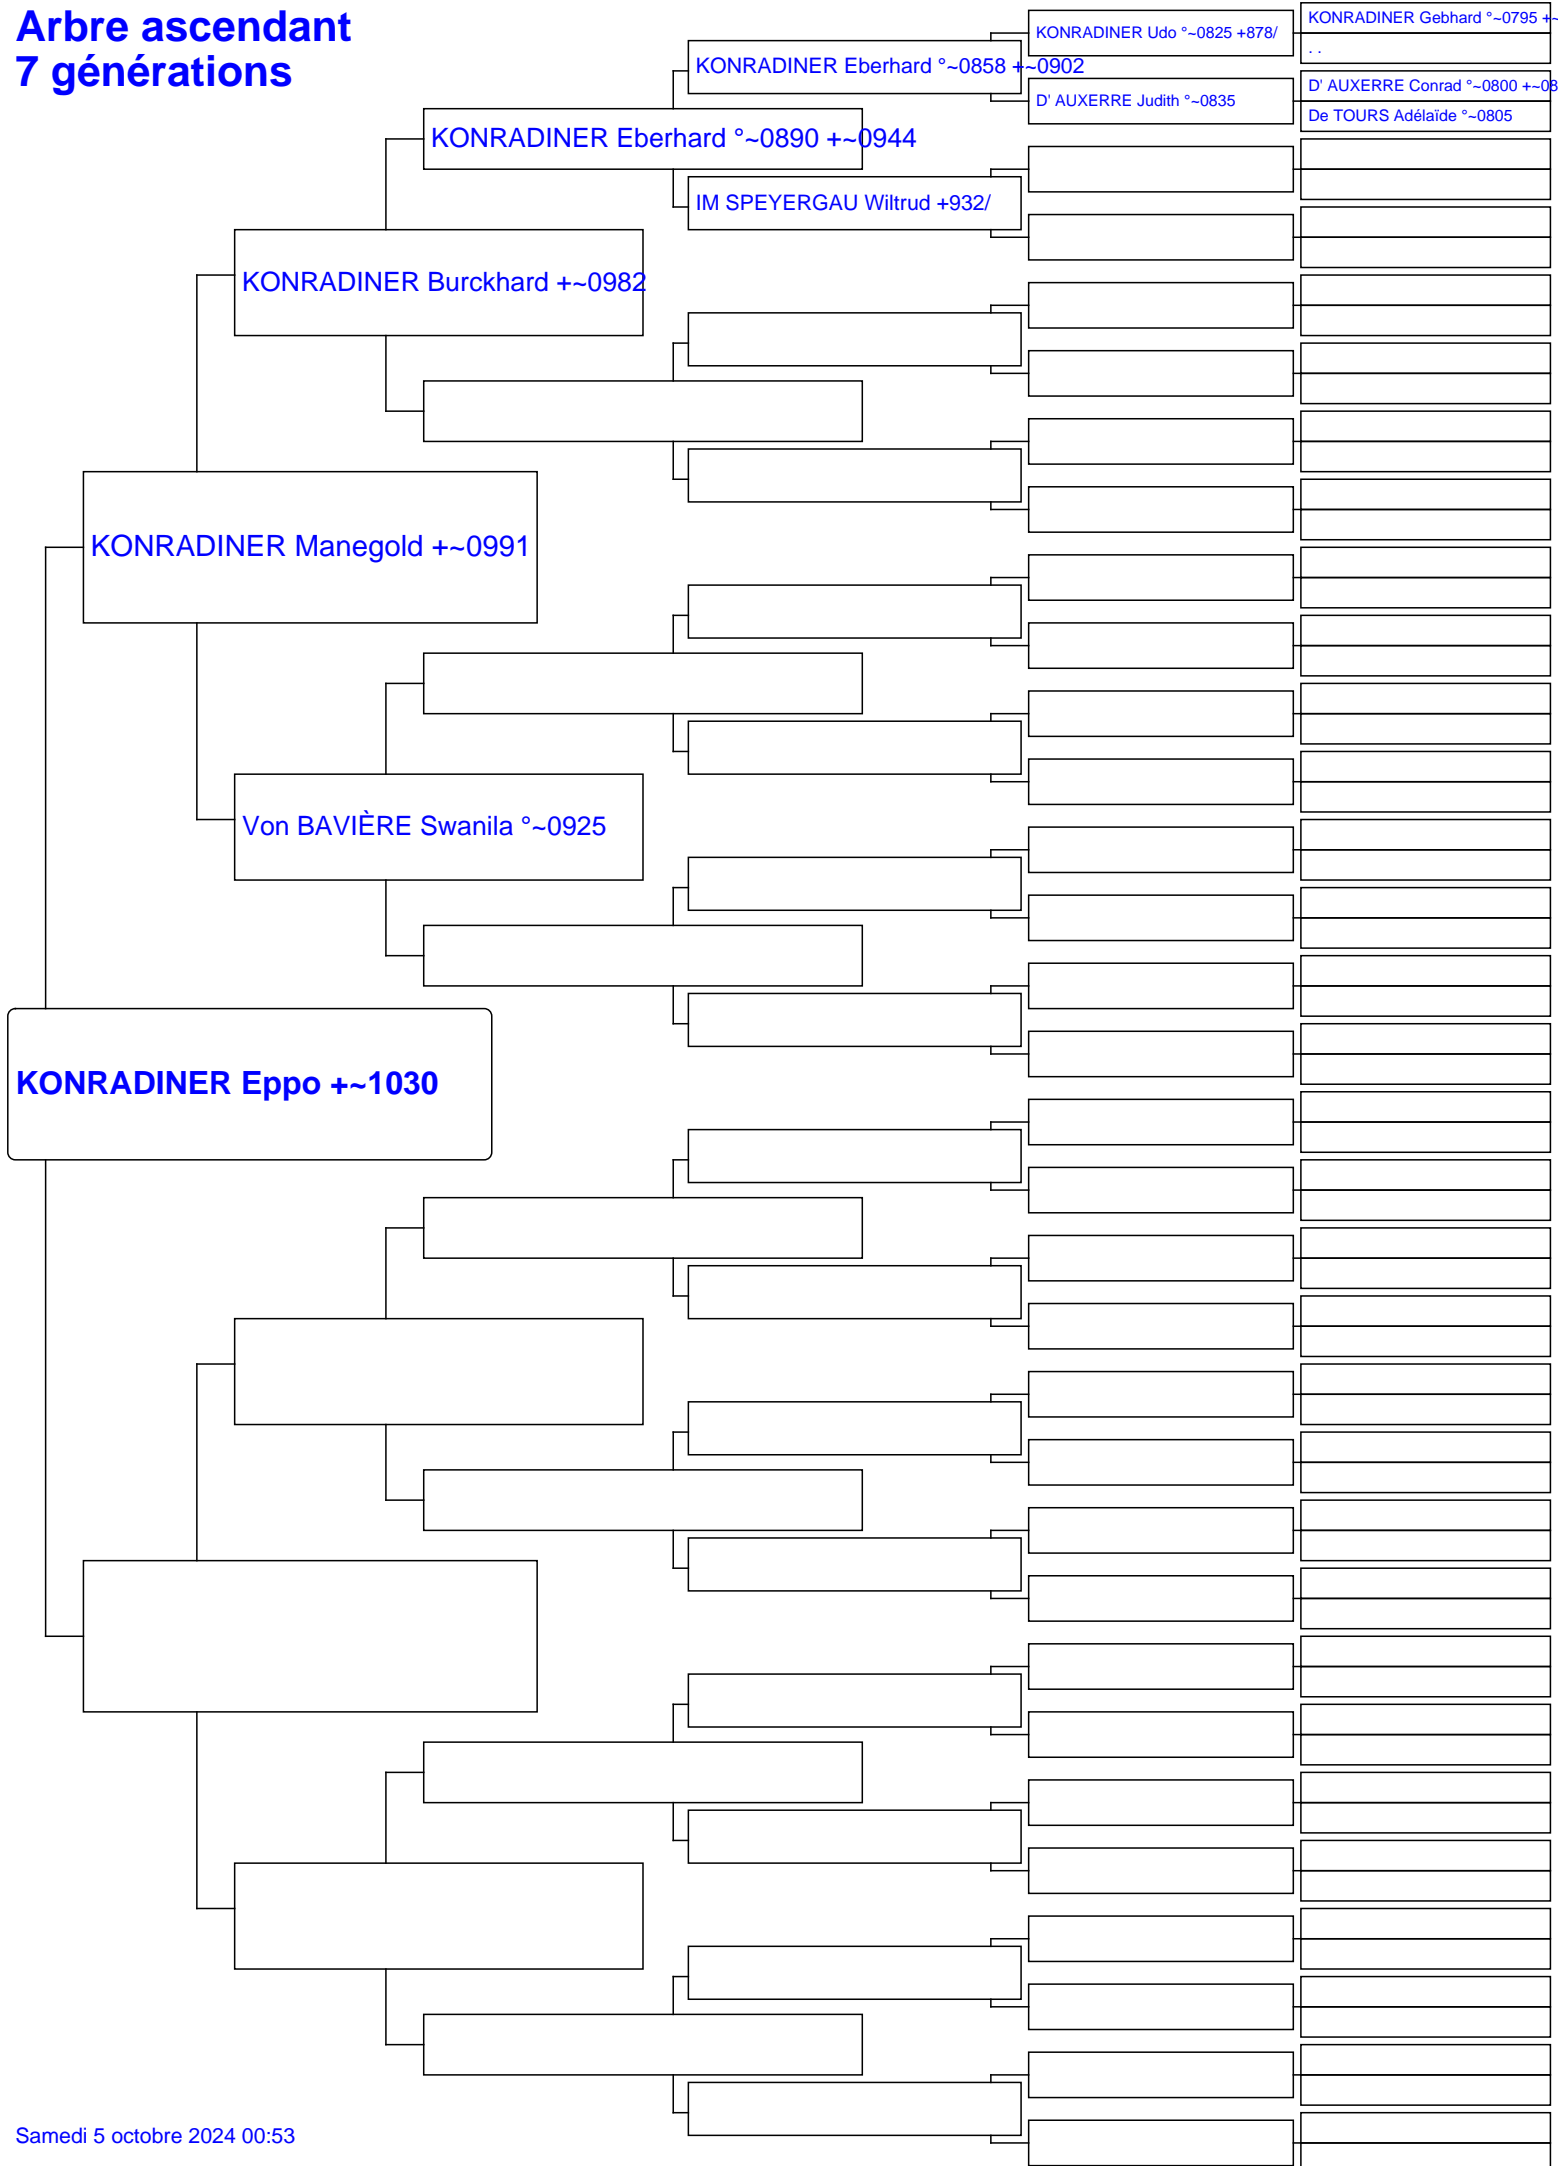 Arbre ascendant
7 générations
KONRADINER Gebhard °~0795 +~
KONRADINER Udo °~0825 +878/
. .
KONRADINER Eberhard °~0858 +~0902
D' AUXERRE Conrad °~0800 +~08
D' AUXERRE Judith °~0835
De TOURS Adélaïde °~0805
KONRADINER Eberhard °~0890 +~0944
IM SPEYERGAU Wiltrud +932/
KONRADINER Burckhard +~0982
KONRADINER Manegold +~0991
Von BAVIÈRE Swanila °~0925
KONRADINER Eppo +~1030
Samedi 5 octobre 2024 00:53